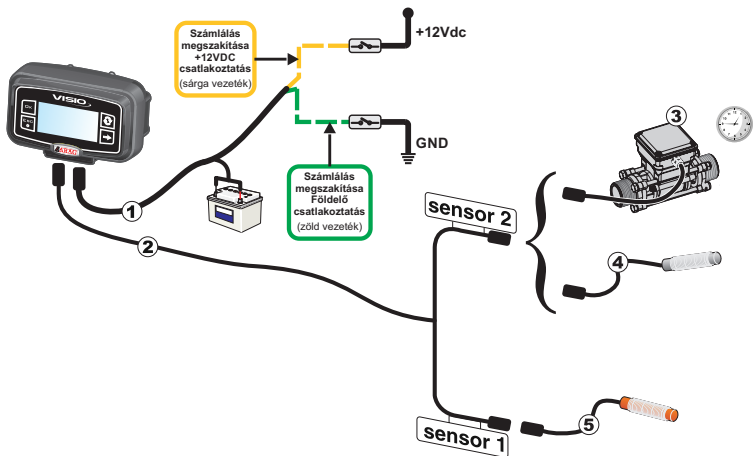 Számlálás
megszakítása
+12VDC
csatlakoztatás
(sárga vezeték)
+12Vdc
VISIO
ARAG
GND
Számlálás
megszakítása
Földelő
csatlakoztatás
(zöld vezeték)
1
2
3
sensor 2
4
sensor 1
5